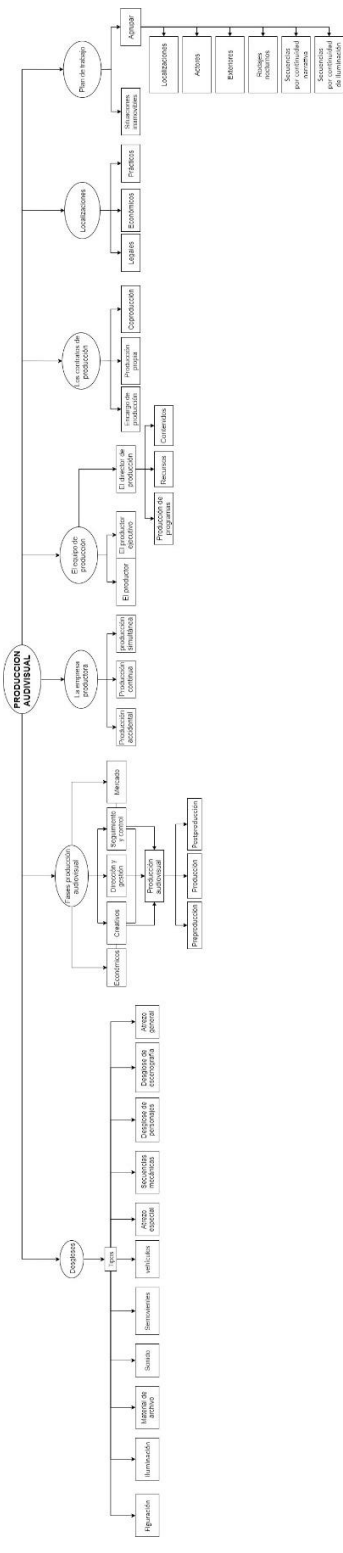 PRODUCCION
AUDIVISUAL
Desgloses
Fases producción
audiovisual
La empresa
productora
El equipo de
producción
Los contratos de
producción
Localizaciones
Plan de trabajo
Tipos
Figuración
Iluminación
Material de
archivo
Sonido
Semovientes
vehículos
Atrezo
especial
Secuencias
mecánicas
Desglose de
personajes
Desglose de
escenografía
Atrezo
general
Económicos
Creativos
Dirección y
gestión
Seguimiento
y control
Mercado
Producción
audiovisual
Preproducción
Producción
Postproducción
Producción
accidental
Producción
continua
producción
simultánea
El productor
El productor
ejecutivo
El director de
producción
Producción de
programas
Recursos
Contenidos
Encargo de
producción
Producción
propia
Coproducción
Legales
Económicos
Prácticos
Situaciones
inamovibles
Agrupar
Localizaciones
Actores
Exteriores
Rodajes
nocturnos
Secuencias
por continuidad
narrativa
Secuencias
por continuidad
de iluminación